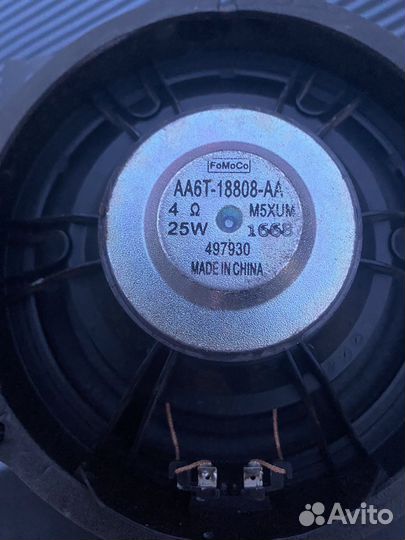 FoMoCo
AA6T-18808-AA
4 Ω M5XUM
25W 1668
497930
MADE IN CHINA
Avito